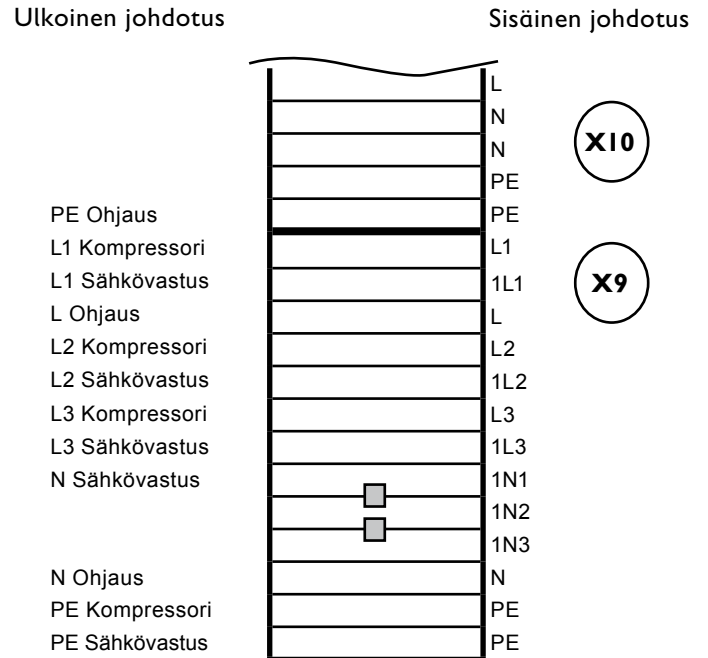 Ulkoinen johdotus Sisäinen johdotus
L
N
X10
N
PE
PE Ohjaus PE
L1 Kompressori L1
L1 Sähkövastus 1L1 X9
L Ohjaus L
L2 Kompressori L2
L2 Sähkövastus 1L2
L3 Kompressori L3
L3 Sähkövastus 1L3
N Sähkövastus 1N1
1N2
1N3
N Ohjaus N
PE Kompressori PE
PE Sähkövastus PE